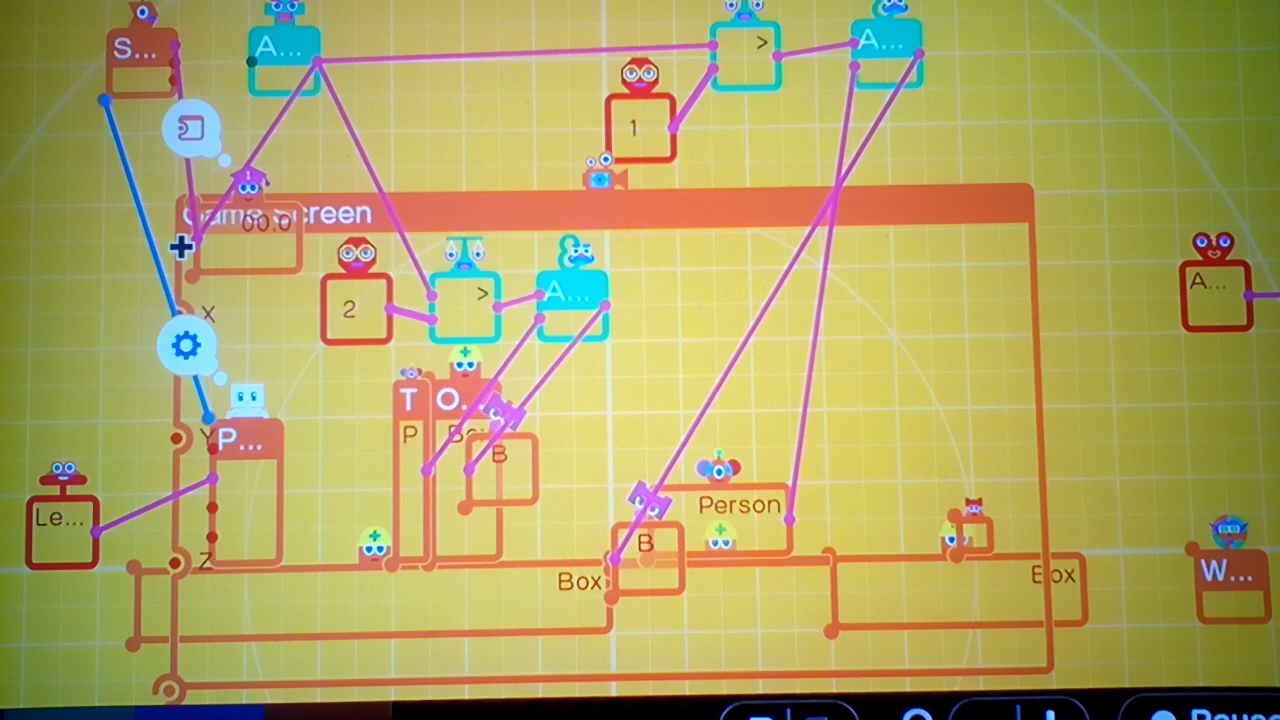 S...
A...
>
A...
1
Game Screen
00.0
2
>
A...
A...
X
T
O.
P
Y
P...
B
Person
Le...
B
Z
Box
Box
W...